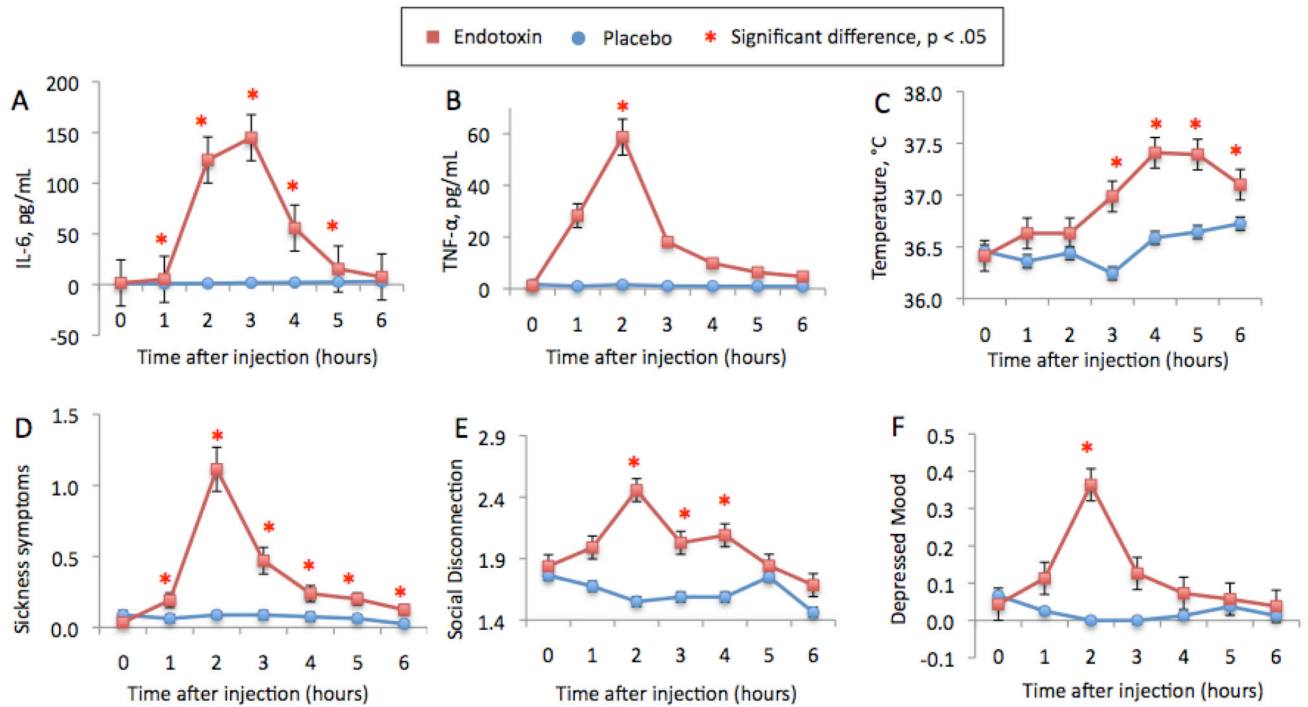 Endotoxin Placebo * Significant difference, p < .05
A
200
150
100
50
0
-50
IL-6, pg/mL
0 1 2 3 4 5 6
Time after injection (hours)
B
60
40
20
0
TNF-α, pg/mL
0 1 2 3 4 5 6
Time after injection (hours)
C
38.0
37.5
37.0
36.5
36.0
Temperature, °C
0 1 2 3 4 5 6
Time after injection (hours)
D
1.5
1.0
0.5
0.0
Sickness symptoms
0 1 2 3 4 5 6
Time after injection (hours)
E
2.9
2.4
1.9
1.4
Social Disconnection
0 1 2 3 4 5 6
Time after injection (hours)
F
0.5
0.4
0.3
0.2
0.1
0.0
-0.1
Depressed Mood
0 1 2 3 4 5 6
Time after injection (hours)